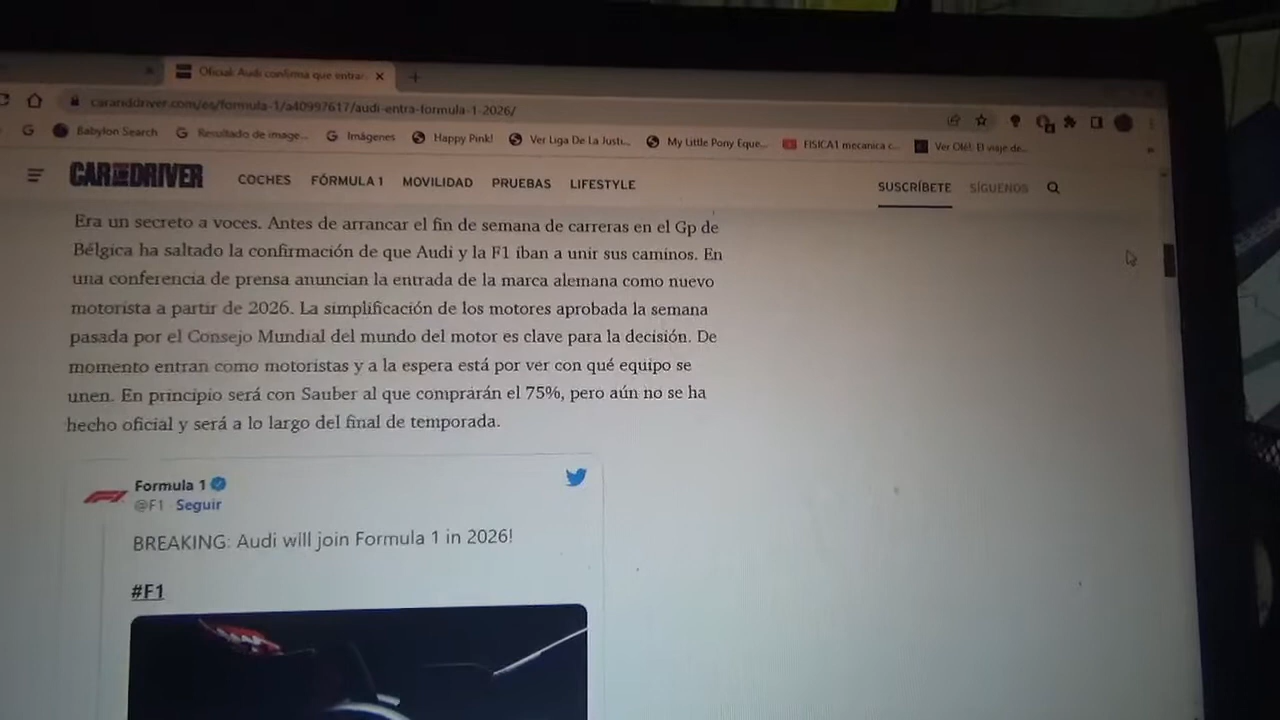 Oficial: Audi confirma que entrar
caranddriver.com/es/formula-1/a40997617/audi-entra-formula-1-2026/
Babylon Search
Resultado de image...
Imágenes
Happy Pink!
Ver Liga De La Justi...
My Little Pony Eque...
FISICA1 mecanica c...
Ver Olé!: El viaje de...
CAR AND DRIVER
COCHES
FÓRMULA 1
MOVILIDAD
PRUEBAS
LIFESTYLE
SUSCRÍBETE
SÍGUENOS
Era un secreto a voces. Antes de arrancar el fin de semana de carreras en el Gp de
Bélgica ha saltado la confirmación de que Audi y la F1 iban a unir sus caminos. En
una conferencia de prensa anuncian la entrada de la marca alemana como nuevo
motorista a partir de 2026. La simplificación de los motores aprobada la semana
pasada por el Consejo Mundial del mundo del motor es clave para la decisión. De
momento entran como motoristas y a la espera está por ver con qué equipo se
unen. En principio será con Sauber al que comprarán el 75%, pero aún no se ha
hecho oficial y será a lo largo del final de temporada.
Formula 1
@F1 · Seguir
BREAKING: Audi will join Formula 1 in 2026!
#F1